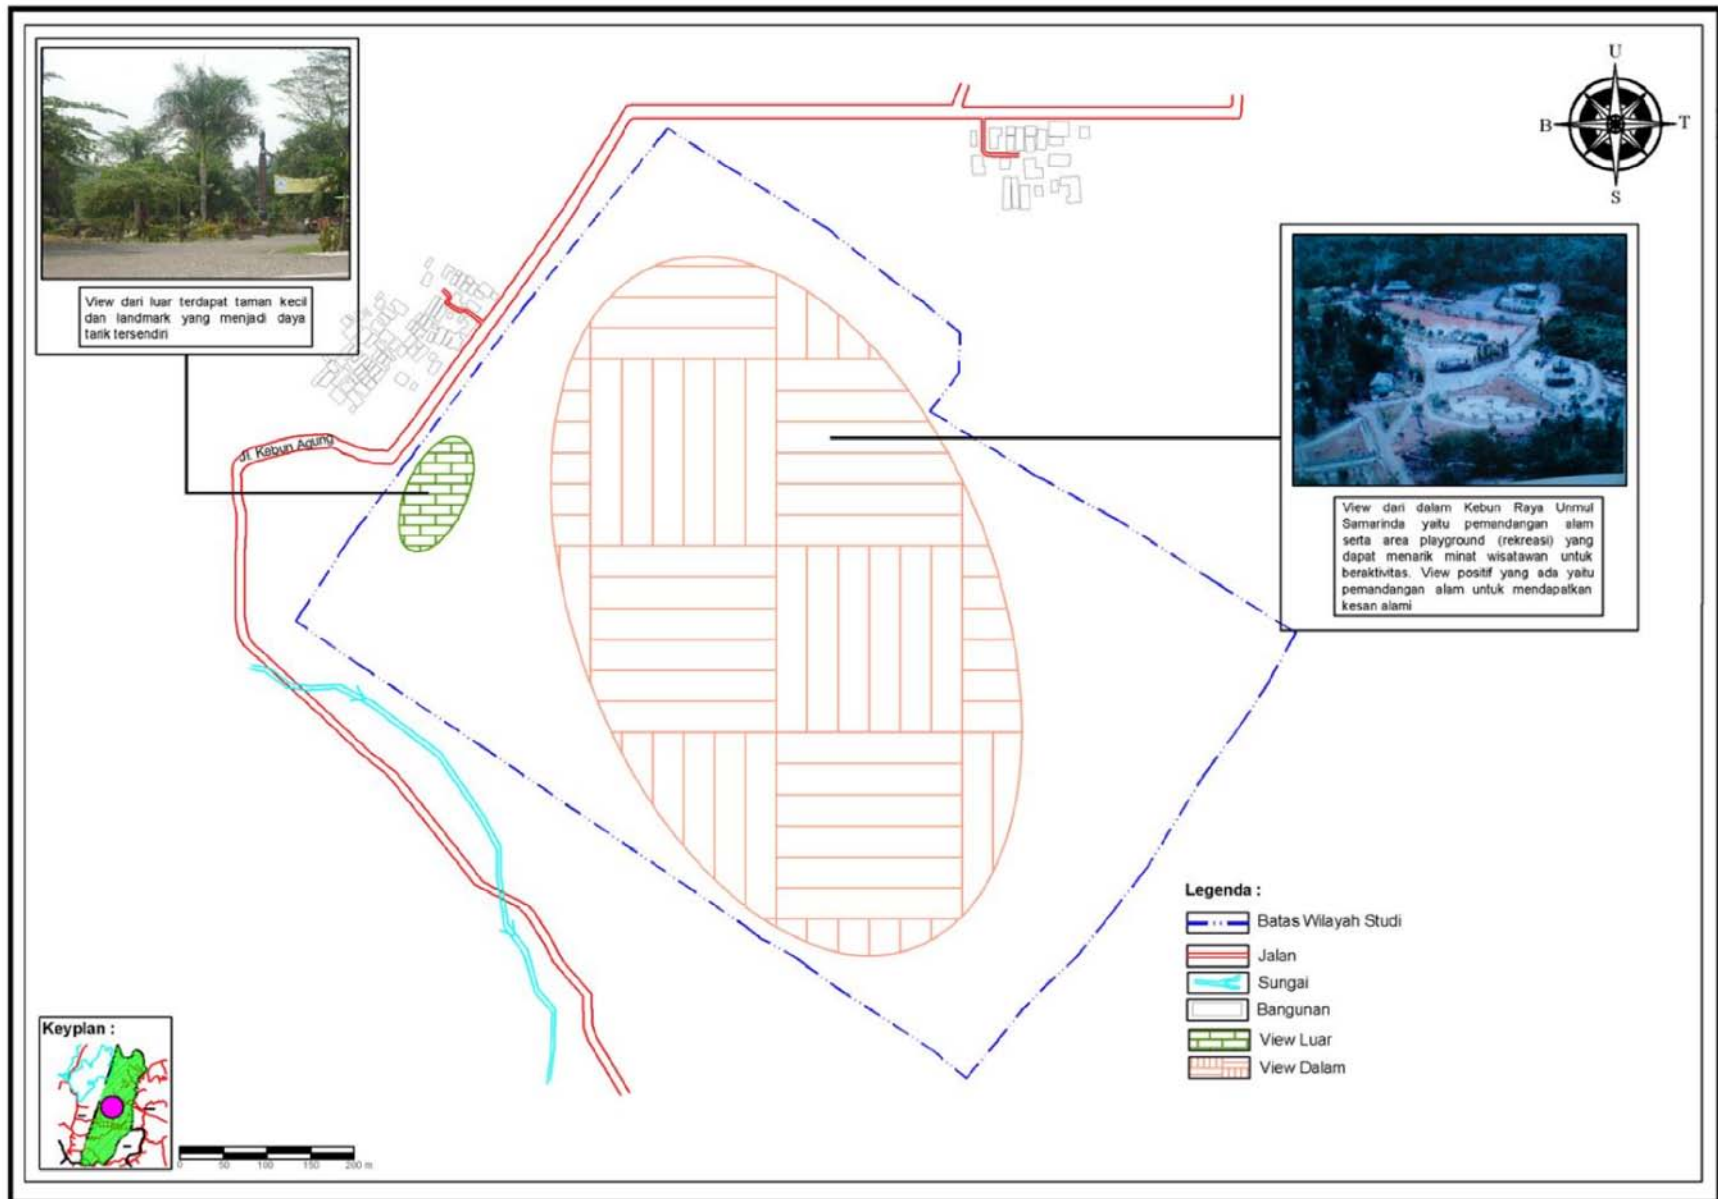 View dari luar terdapat taman kecil
dan landmark yang menjadi daya
tarik tersendiri
U
B
T
S
Jl. Kebun Agung
View dari dalam Kebun Raya Unmul
Samarinda yaitu pemandangan alam
serta area playground (rekreasi) yang
dapat menarik minat wisatawan untuk
beraktivitas. View positif yang ada yaitu
pemandangan alam untuk mendapatkan
kesan alami
Legenda :
Batas Wilayah Studi
Jalan
Sungai
Bangunan
View Luar
View Dalam
Keyplan :
0 50 100 150 200 m